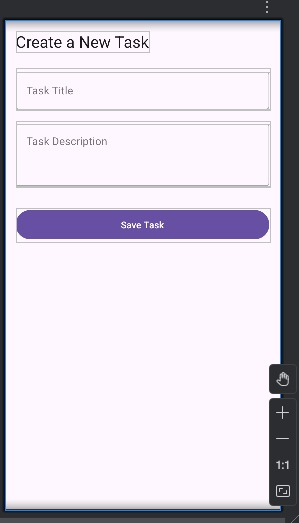 Create a New Task
Task Title
Task Description
Save Task
1:1